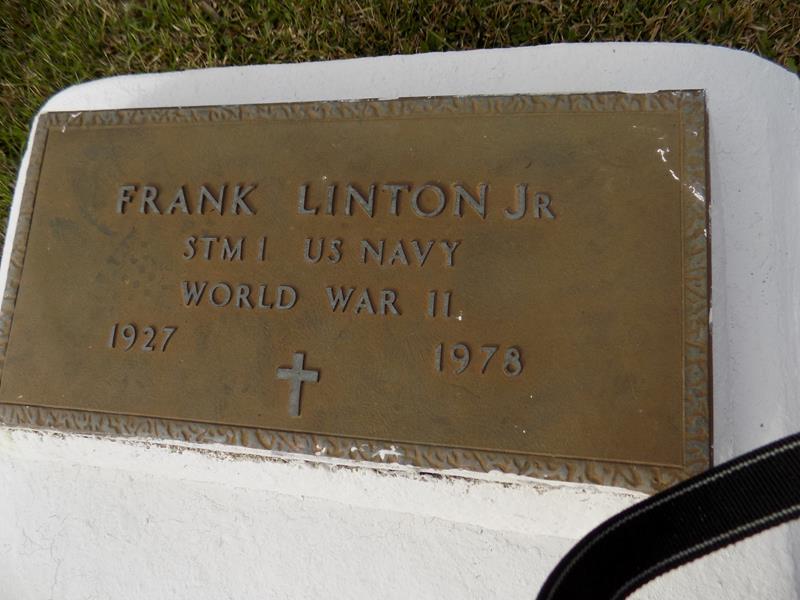 FRANK LINTON JR
STM 1 US NAVY
WORLD WAR II
1927 1978